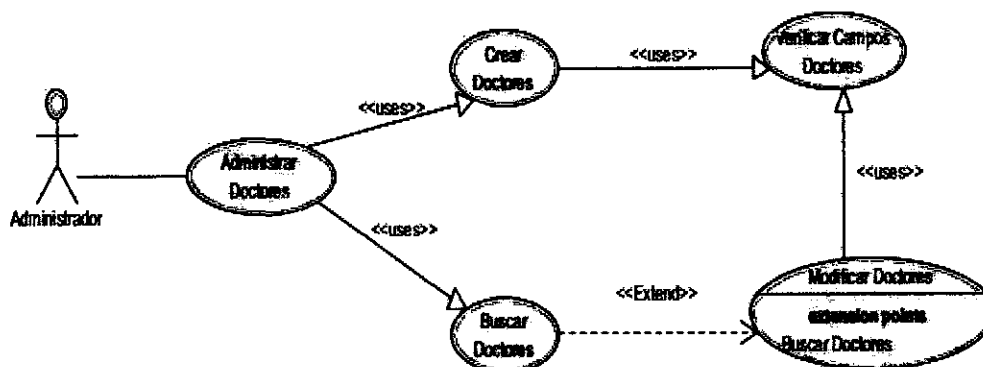 Crear
Doctores
<<uses>>
Verificar Campos
Doctores
<<uses>>
Administrar
Doctores
Administrador
<<uses>>
<<uses>>
Buscar
Doctores
<<Extend>>
Modificar Doctores
extension points
Buscar Doctores